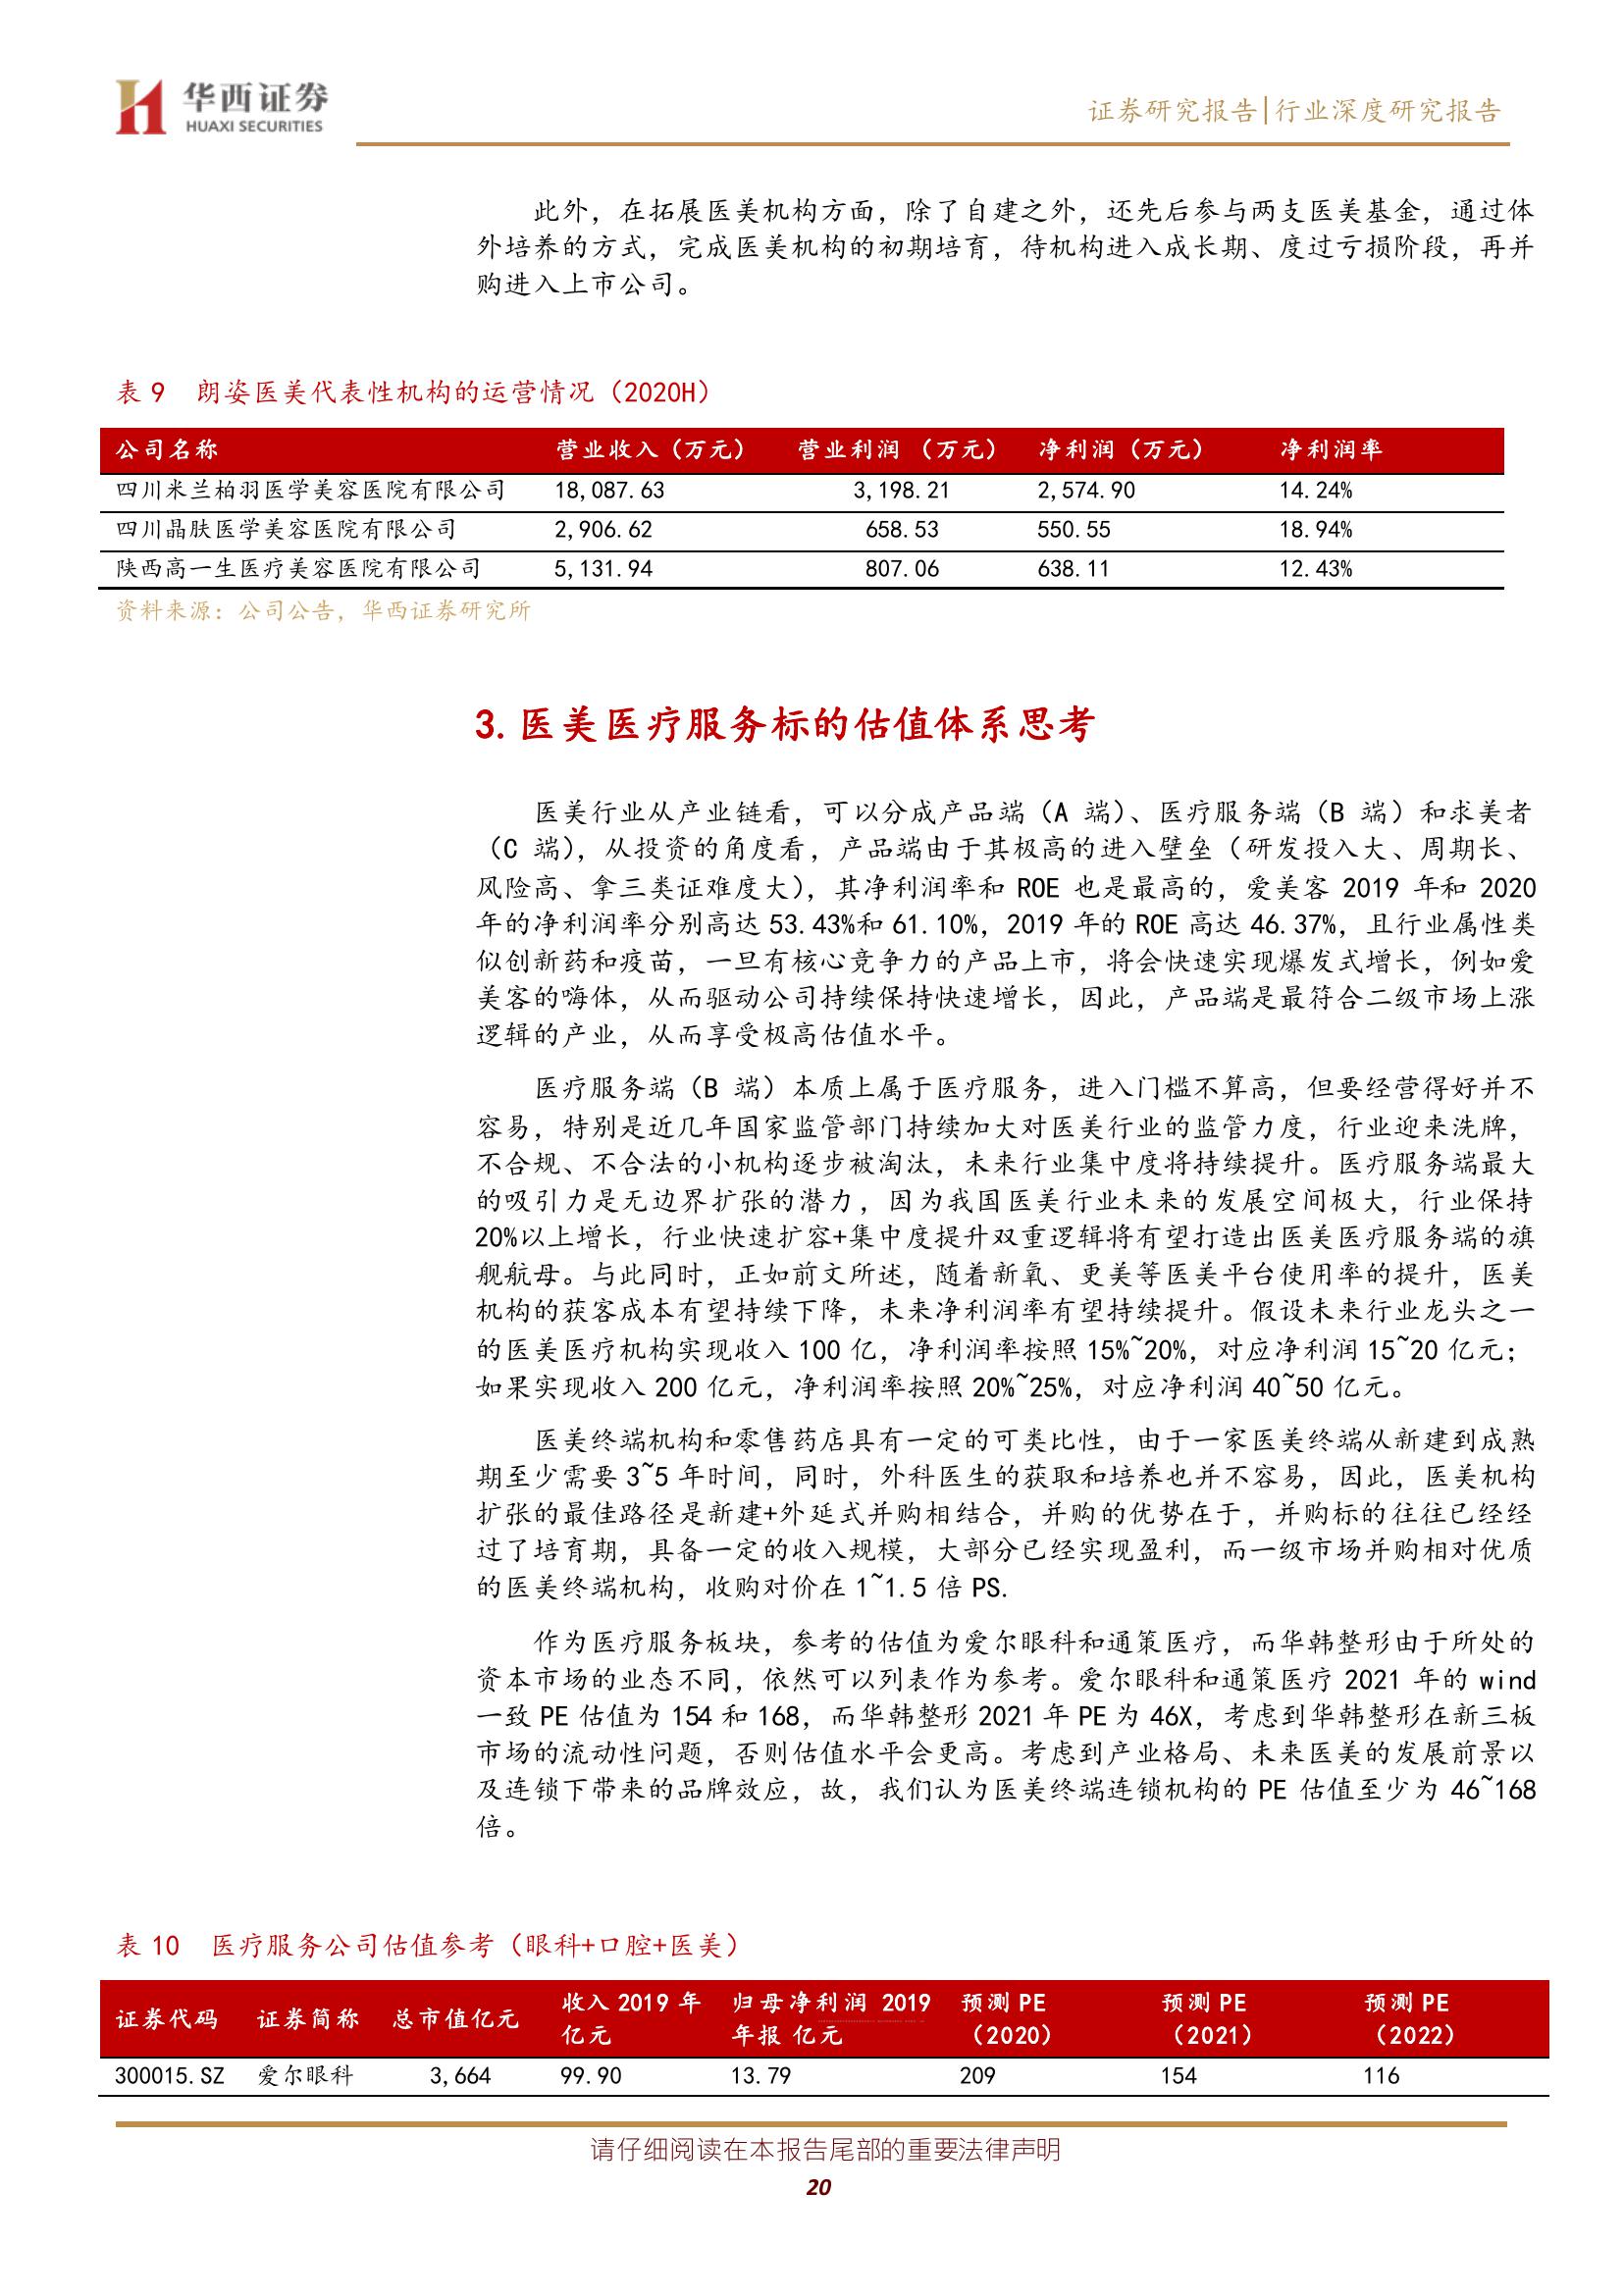 华西证券
HUAXI SECURITIES
证券研究报告|行业深度研究报告
此外，在拓展医美机构方面，除了自建之外，还先后参与两支医美基金，通过体
外培养的方式，完成医美机构的初期培育，待机构进入成长期、度过亏损阶段，再并
购进入上市公司。
表 9 朗姿医美代表性机构的运营情况（2020H）
公司名称 营业收入（万元） 营业利润 （万元） 净利润（万元） 净利润率
四川米兰柏羽医学美容医院有限公司 18,087.63 3,198.21 2,574.90 14.24%
四川晶肤医学美容医院有限公司 2,906.62 658.53 550.55 18.94%
陕西高一生医疗美容医院有限公司 5,131.94 807.06 638.11 12.43%
资料来源：公司公告，华西证券研究所
3. 医美医疗服务标的估值体系思考
医美行业从产业链看，可以分成产品端（A 端）、医疗服务端（B 端）和求美者
（C 端），从投资的角度看，产品端由于其极高的进入壁垒（研发投入大、周期长、
风险高、拿三类证难度大），其净利润率和 ROE 也是最高的，爱美客 2019 年和 2020
年的净利润率分别高达 53.43%和 61.10%，2019 年的 ROE 高达 46.37%，且行业属性类
似创新药和疫苗，一旦有核心竞争力的产品上市，将会快速实现爆发式增长，例如爱
美客的嗨体，从而驱动公司持续保持快速增长，因此，产品端是最符合二级市场上涨
逻辑的产业，从而享受极高估值水平。
医疗服务端（B 端）本质上属于医疗服务，进入门槛不算高，但要经营得好并不
容易，特别是近几年国家监管部门持续加大对医美行业的监管力度，行业迎来洗牌，
不合规、不合法的小机构逐步被淘汰，未来行业集中度将持续提升。医疗服务端最大
的吸引力是无边界扩张的潜力，因为我国医美行业未来的发展空间极大，行业保持
20%以上增长，行业快速扩容+集中度提升双重逻辑将有望打造出医美医疗服务端的旗
舰航母。与此同时，正如前文所述，随着新氧、更美等医美平台使用率的提升，医美
机构的获客成本有望持续下降，未来净利润率有望持续提升。假设未来行业龙头之一
的医美医疗机构实现收入 100 亿，净利润率按照 15%~20%，对应净利润 15~20 亿元；
如果实现收入 200 亿元，净利润率按照 20%~25%，对应净利润 40~50 亿元。
医美终端机构和零售药店具有一定的可类比性，由于一家医美终端从新建到成熟
期至少需要 3~5 年时间，同时，外科医生的获取和培养也并不容易，因此，医美机构
扩张的最佳路径是新建+外延式并购相结合，并购的优势在于，并购标的往往已经经
过了培育期，具备一定的收入规模，大部分已经实现盈利，而一级市场并购相对优质
的医美终端机构，收购对价在 1~1.5 倍 PS.
作为医疗服务板块，参考的估值为爱尔眼科和通策医疗，而华韩整形由于所处的
资本市场的业态不同，依然可以列表作为参考。爱尔眼科和通策医疗 2021 年的 wind
一致 PE 估值为 154 和 168，而华韩整形 2021 年 PE 为 46X，考虑到华韩整形在新三板
市场的流动性问题，否则估值水平会更高。考虑到产业格局、未来医美的发展前景以
及连锁下带来的品牌效应，故，我们认为医美终端连锁机构的 PE 估值至少为 46~168
倍。
表 10 医疗服务公司估值参考（眼科+口腔+医美）
证券代码 证券简称 总市值亿元 收入 2019 年 归母净利润 2019 预测 PE 预测 PE 预测 PE
亿元 年报 亿元 （2020） （2021） （2022）
300015.SZ 爱尔眼科 3,664 99.90 13.79 209 154 116
请仔细阅读在本报告尾部的重要法律声明
20